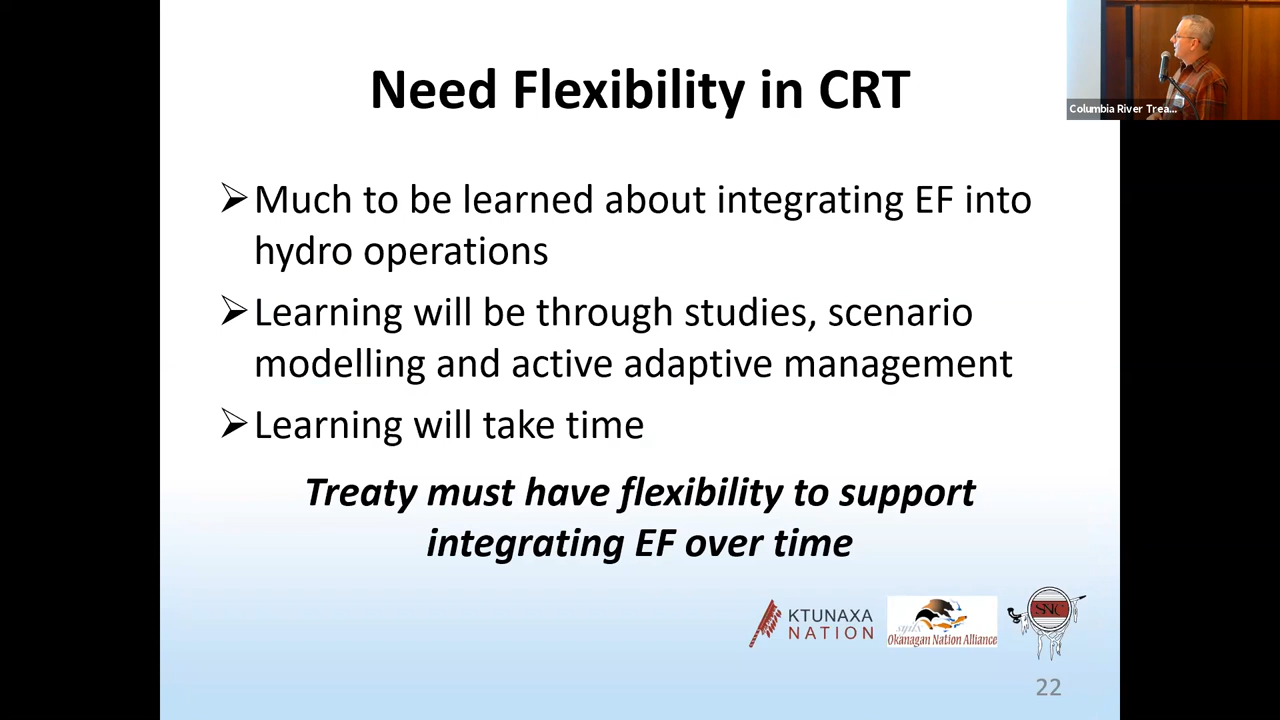 Need Flexibility in CRT
Columbia River Trea...
Much to be learned about integrating EF into
hydro operations
Learning will be through studies, scenario
modelling and active adaptive management
Learning will take time
Treaty must have flexibility to support
integrating EF over time
KTUNAXA
NATION
syilx
Okanagan Nation Alliance
SNC
22